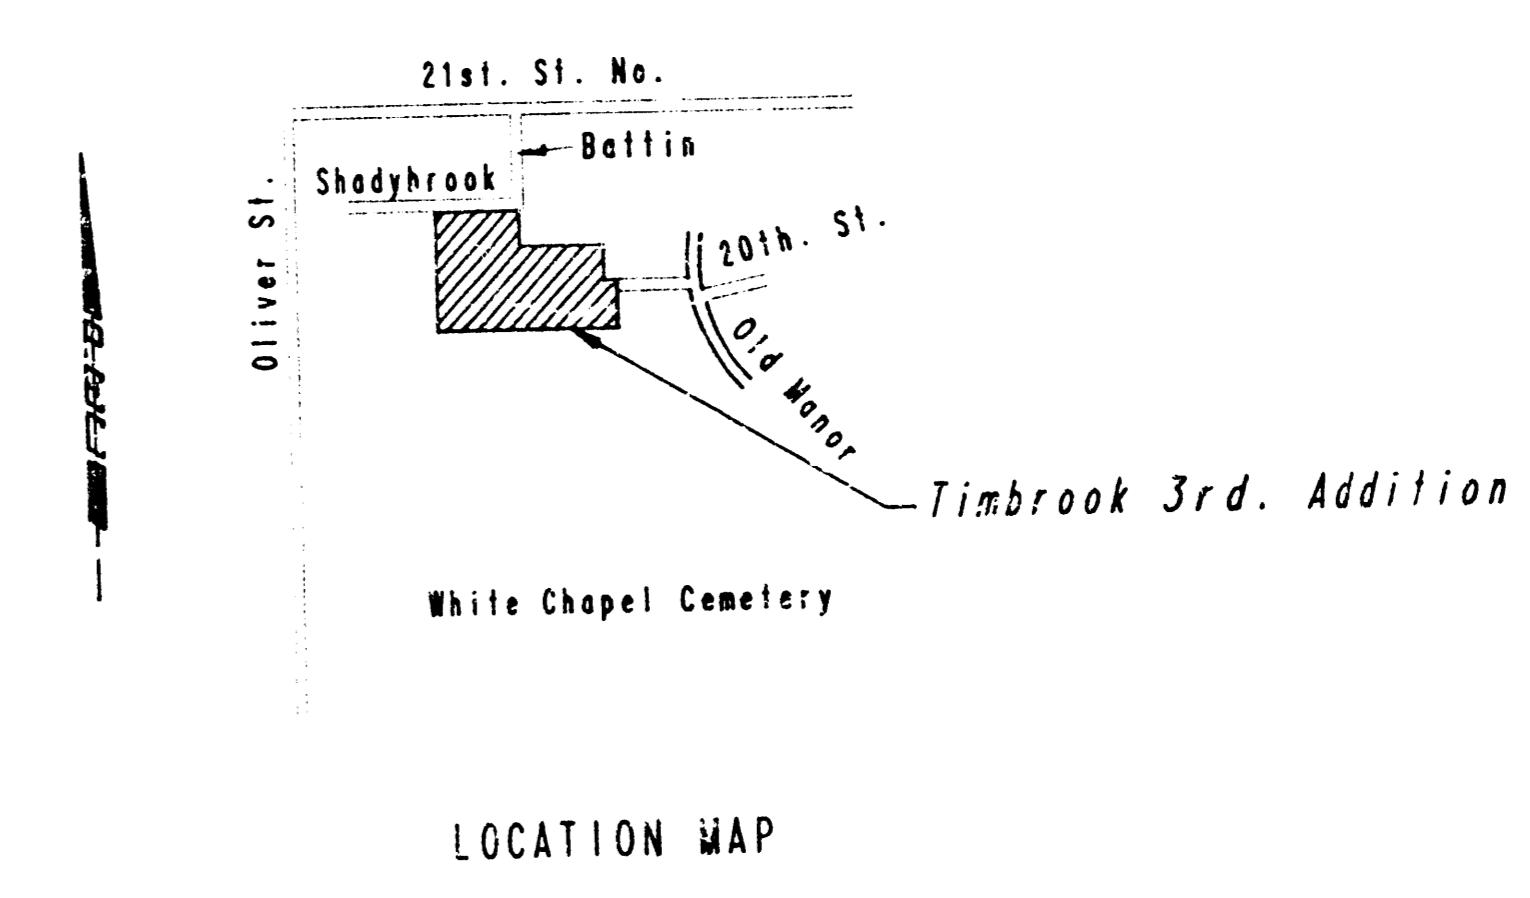 21st. St. No.
Battin
Shadybrook
Oliver St.
20th. St.
Old Manor
NORTH
Timbrook 3rd. Addition
White Chapel Cemetery
LOCATION MAP